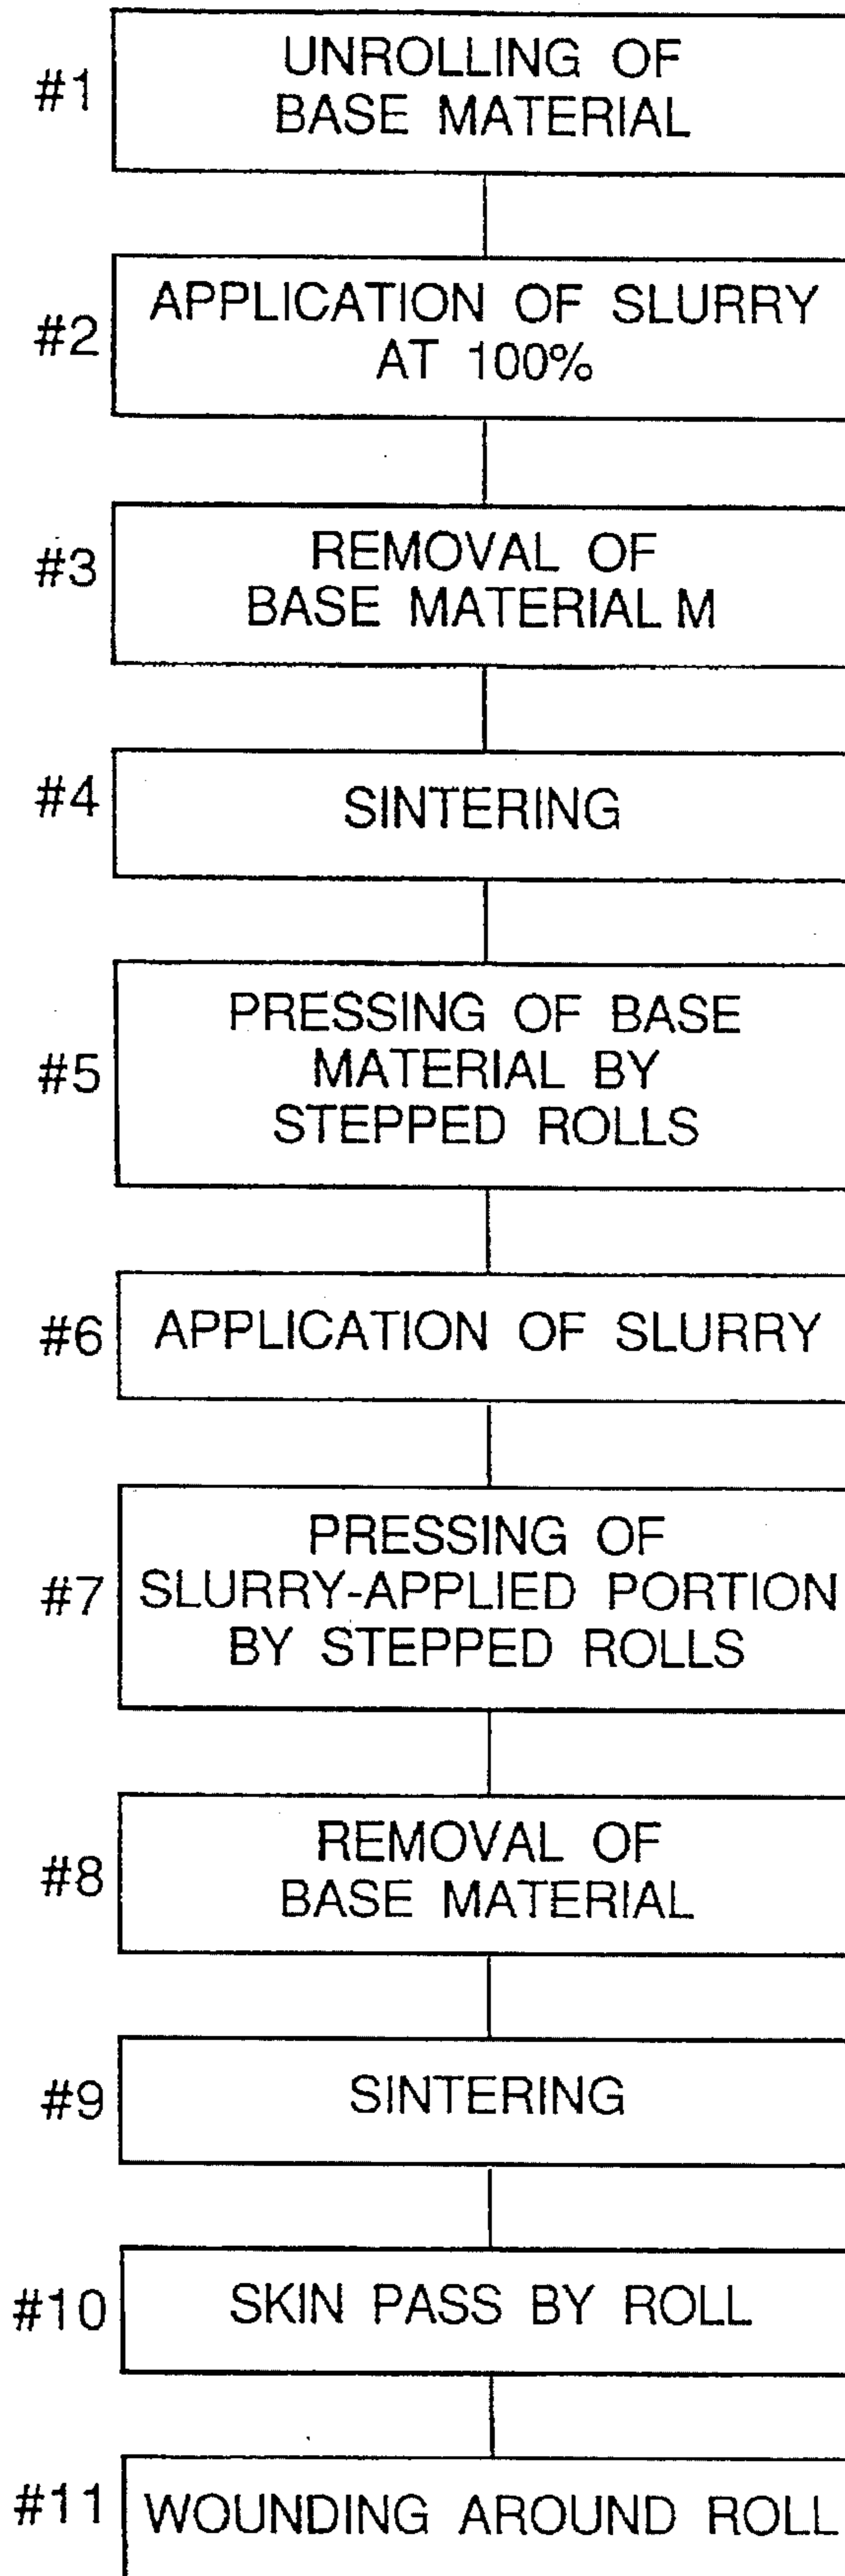 #1
UNROLLING OF
BASE MATERIAL
#2
APPLICATION OF SLURRY
AT 100%
#3
REMOVAL OF
BASE MATERIAL M
#4
SINTERING
#5
PRESSING OF BASE
MATERIAL BY
STEPPED ROLLS
#6
APPLICATION OF SLURRY
#7
PRESSING OF
SLURRY-APPLIED PORTION
BY STEPPED ROLLS
#8
REMOVAL OF
BASE MATERIAL
#9
SINTERING
#10
SKIN PASS BY ROLL
#11
WOUNDING AROUND ROLL